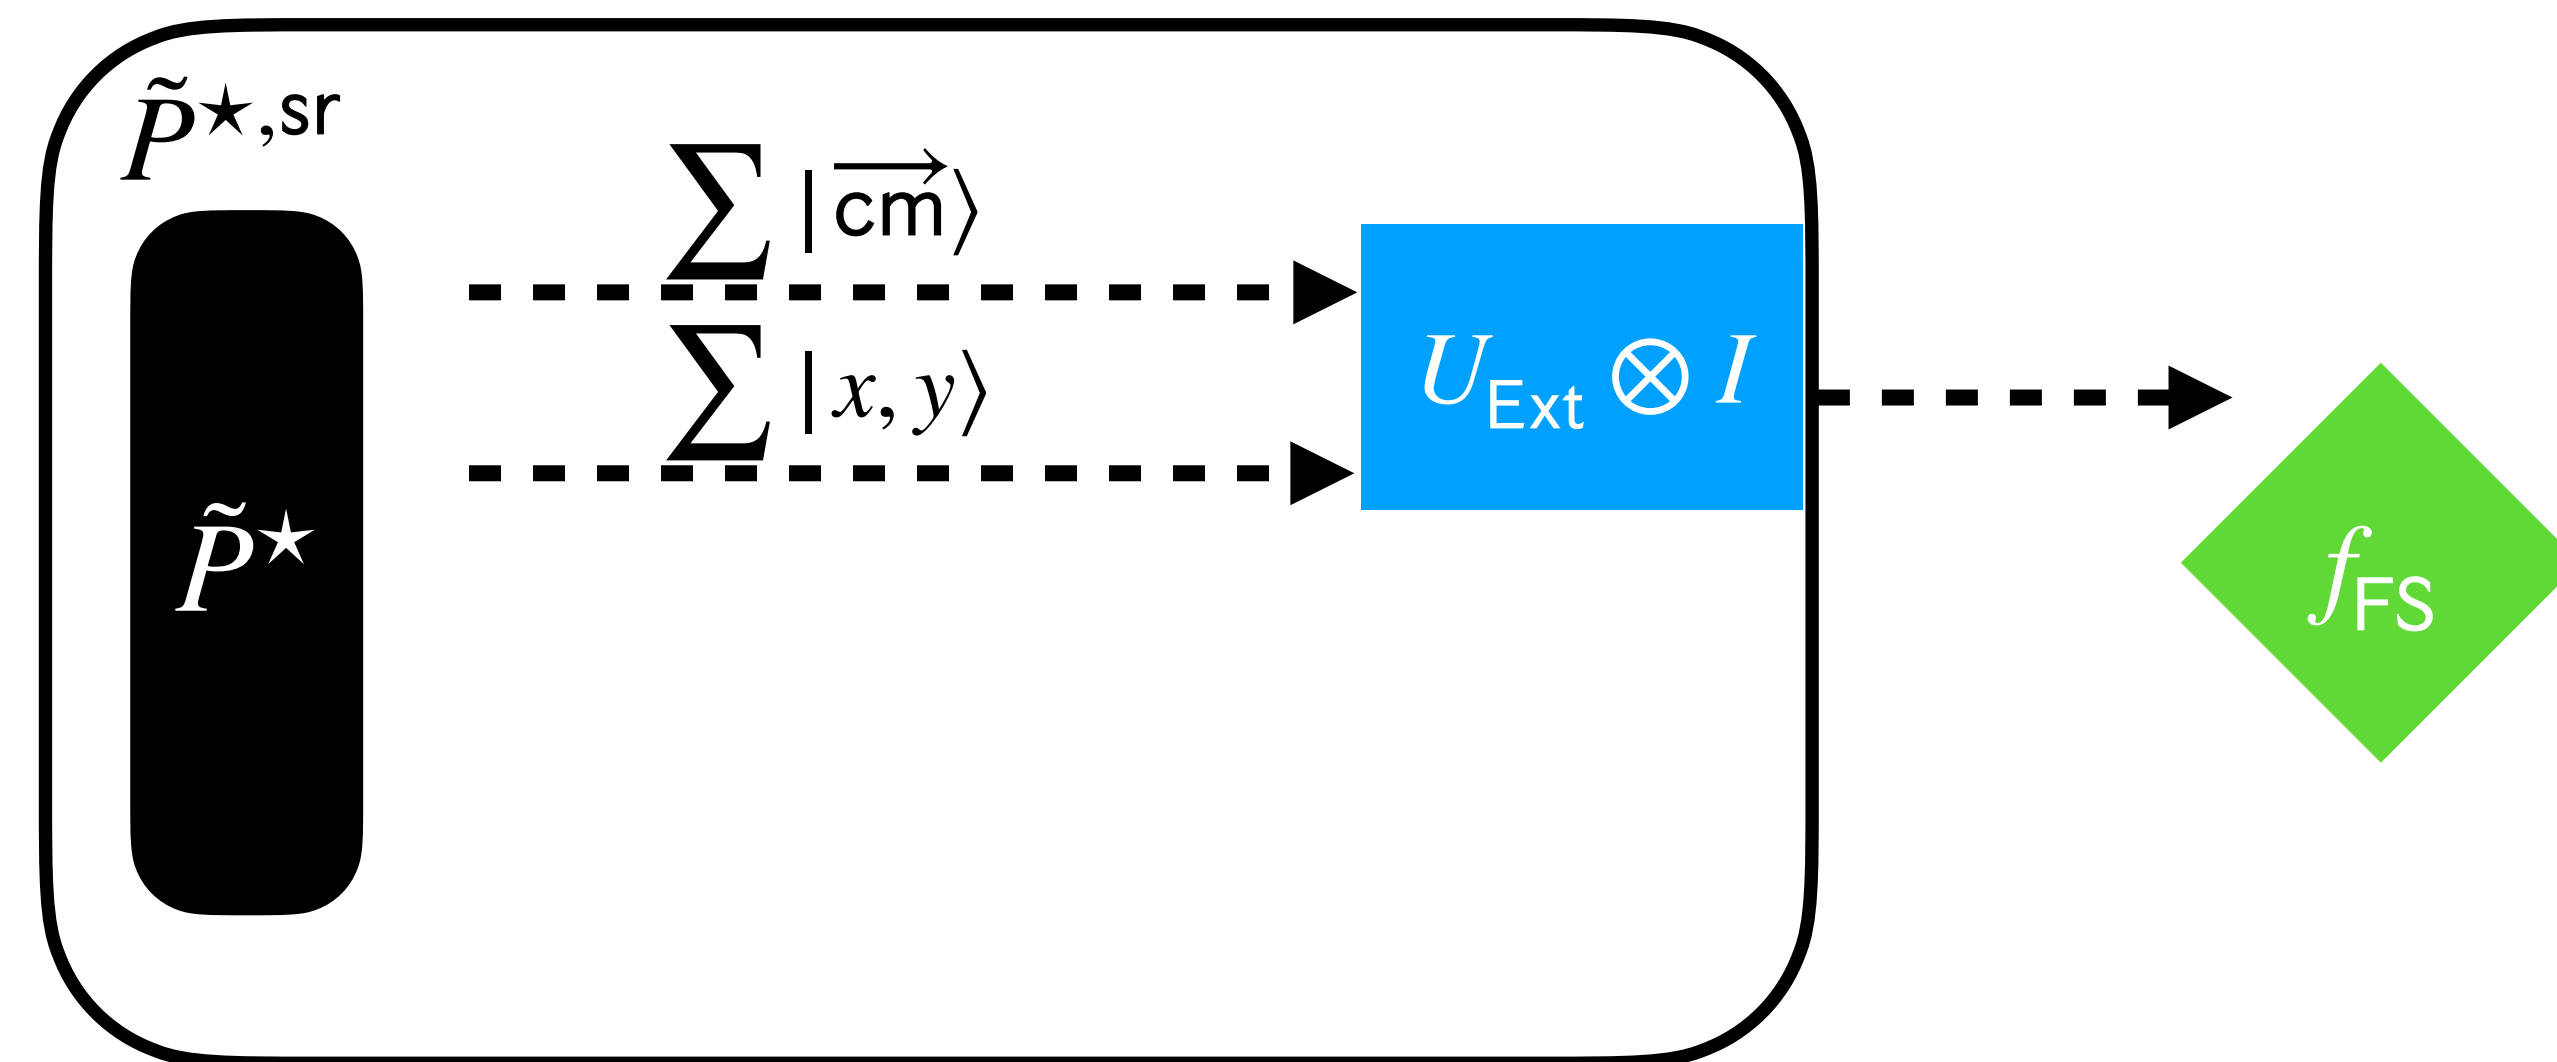 P̃⋆,sr
∑ |c͞m⃗⟩
∑ |x, y⟩
U_Ext ⊗ I
P̃⋆
f_FS